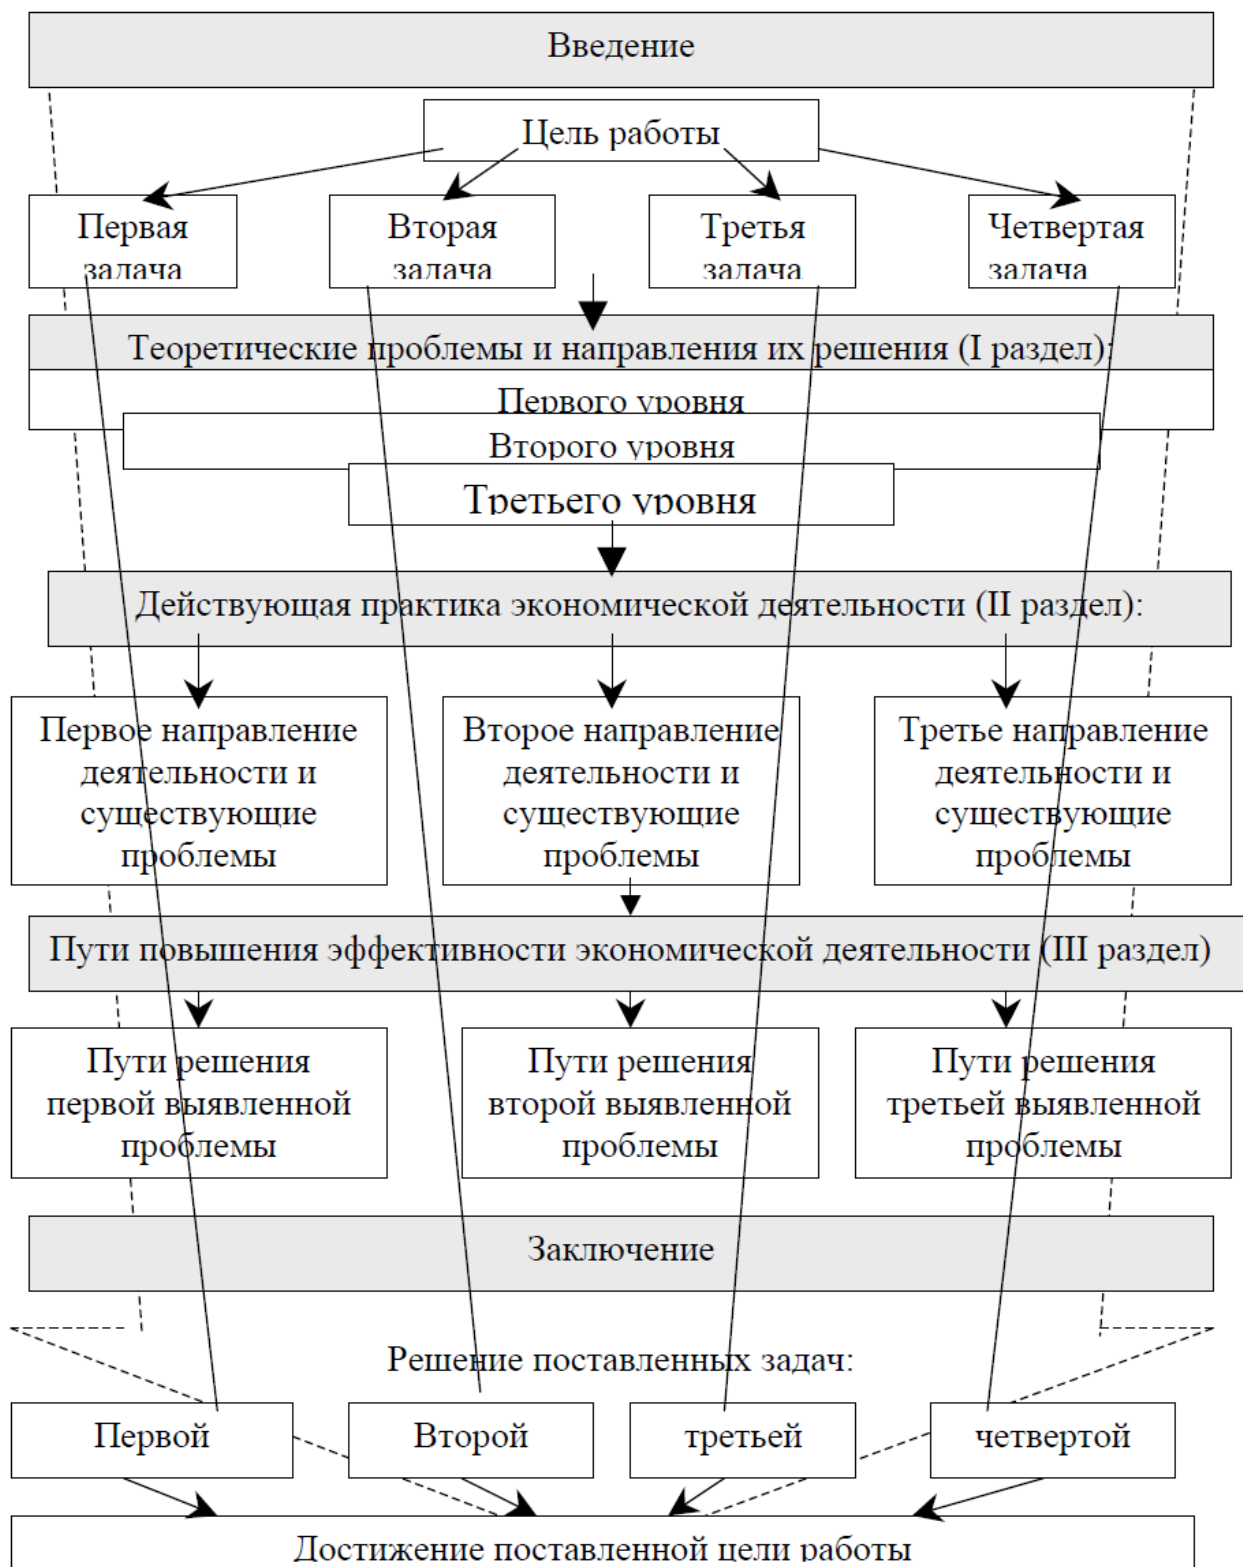 Введение
Цель работы
Первая
задача
Вторая
задача
Третья
задача
Четвертая
задача
Теоретические проблемы и направления их решения (I раздел):
Первого уровня
Второго уровня
Третьего уровня
Действующая практика экономической деятельности (II раздел):
Первое направление
деятельности и
существующие
проблемы
Второе направление
деятельности и
существующие
проблемы
Третье направление
деятельности и
существующие
проблемы
Пути повышения эффективности экономической деятельности (III раздел)
Пути решения
первой выявленной
проблемы
Пути решения
второй выявленной
проблемы
Пути решения
третьей выявленной
проблемы
Заключение
Решение поставленных задач:
Первой
Второй
третьей
четвертой
Достижение поставленной цели работы